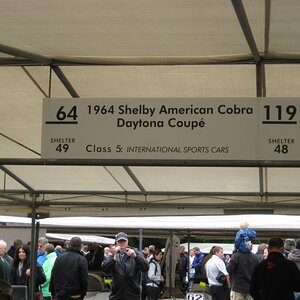 64
SHELTER
49
1964 Shelby American Cobra
Daytona Coupé
Class 5: INTERNATIONAL SPORTS CARS
119
SHELTER
48